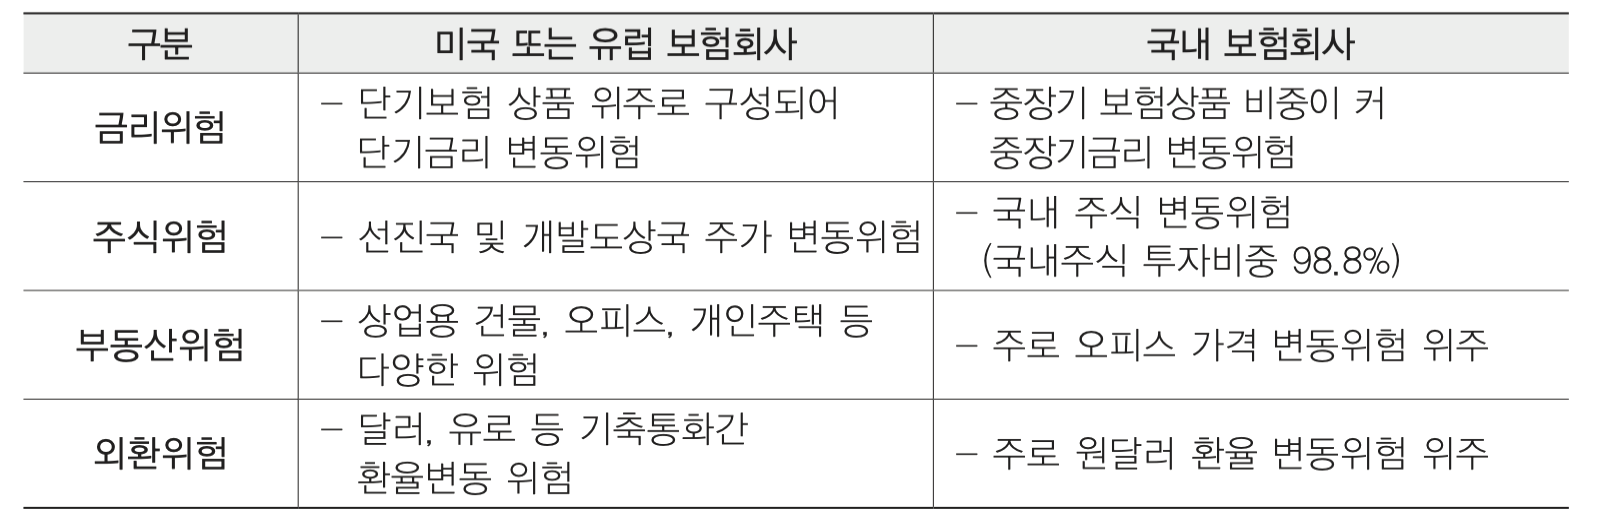 구분 미국 또는 유럽 보험회사 국내 보험회사
금리위험
– 단기보험 상품 위주로 구성되어
단기금리 변동위험
– 중장기 보험상품 비중이 커
중장기금리 변동위험
주식위험
– 선진국 및 개발도상국 주가 변동위험
– 국내 주식 변동위험
(국내주식 투자비중 98.8%)
부동산위험
– 상업용 건물, 오피스, 개인주택 등
다양한 위험
– 주로 오피스 가격 변동위험 위주
외환위험
– 달러, 유로 등 기축통화간
환율변동 위험
– 주로 원달러 환율 변동위험 위주